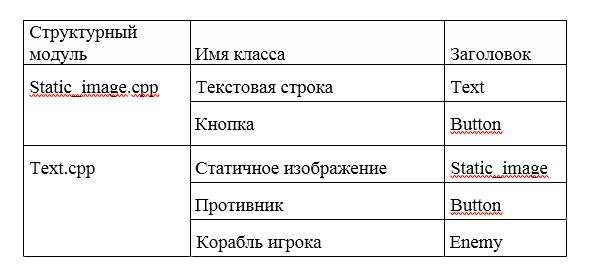 Структурный
модуль Имя класса Заголовок
Static_image.cpp Текстовая строка Text
Кнопка Button
Text.cpp Статичное изображение Static_image
Противник Button
Корабль игрока Enemy